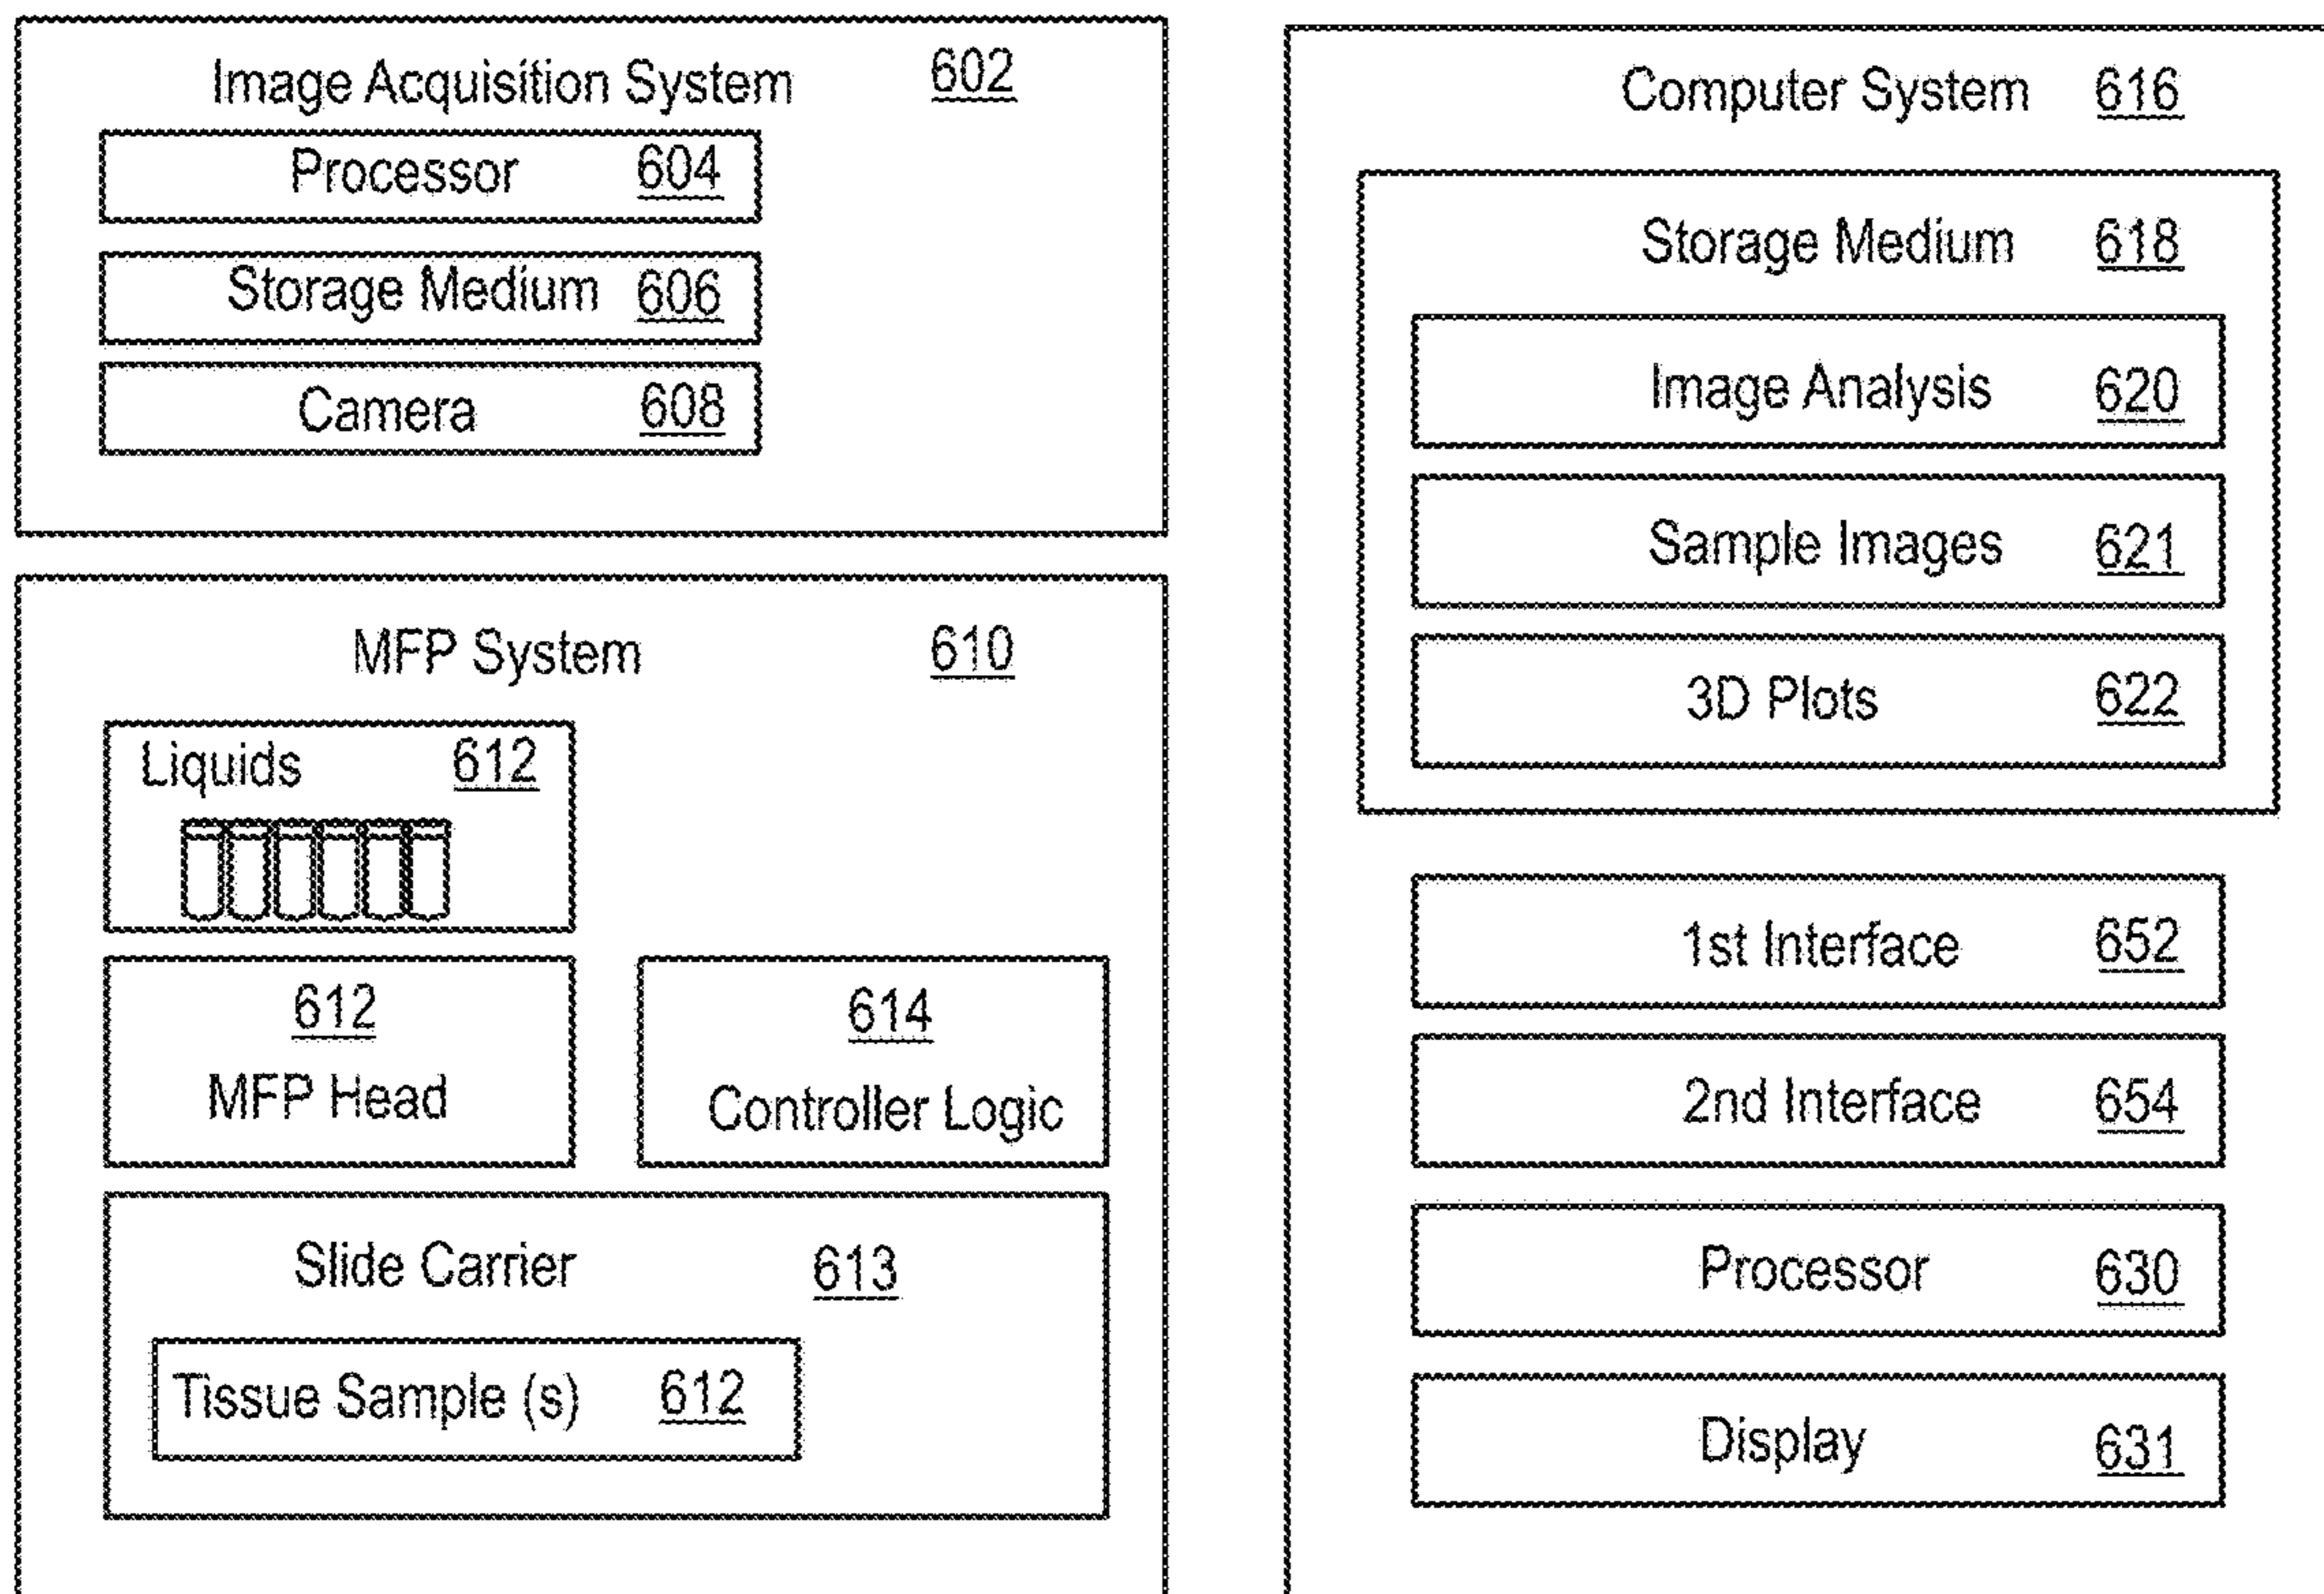 Image Acquisition System 602
Processor 604
Storage Medium 606
Camera 608
MFP System 610
Liquids 612
612
MFP Head
614
Controller Logic
Slide Carrier 613
Tissue Sample (s) 612
Computer System 616
Storage Medium 618
Image Analysis 620
Sample Images 621
3D Plots 622
1st Interface 652
2nd Interface 654
Processor 630
Display 631